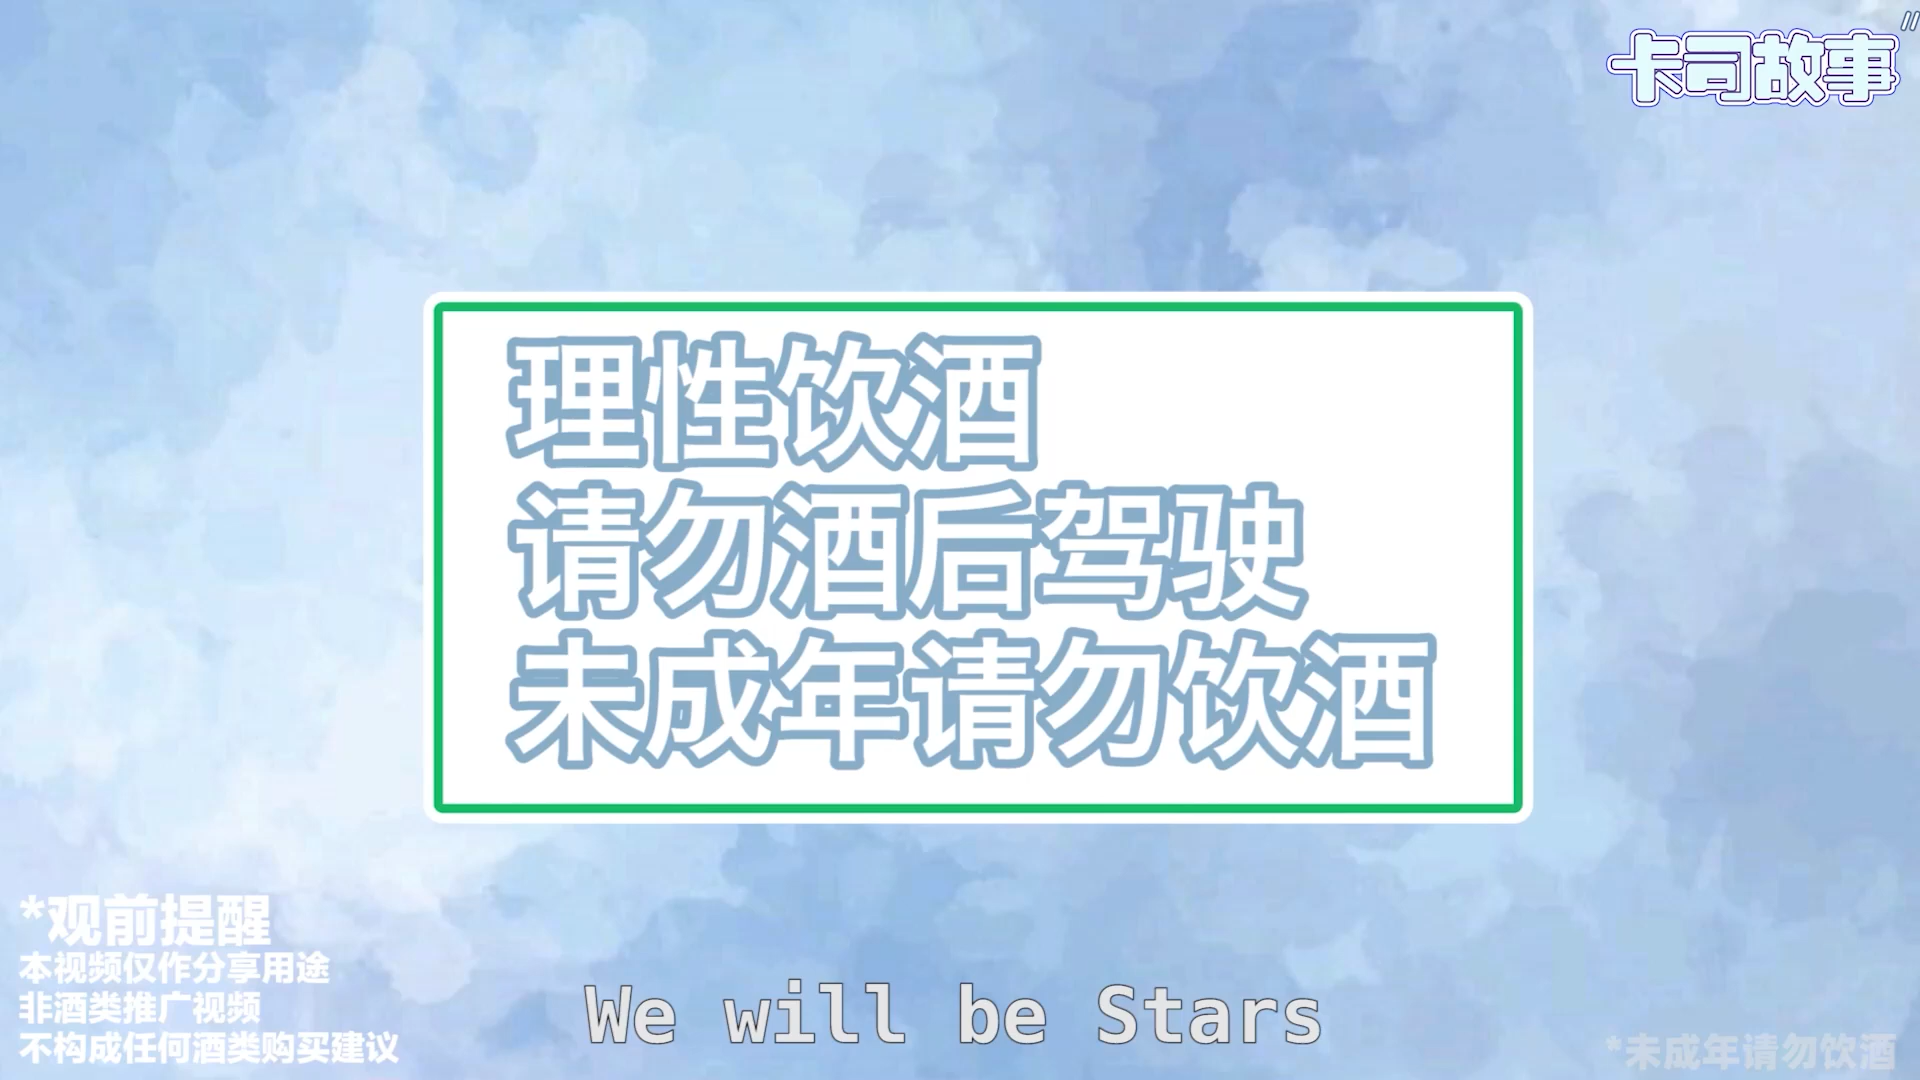 卡司故事
理性饮酒
请勿酒后驾驶
未成年请勿饮酒
*观前提醒
本视频仅作分享用途
非酒类推广视频
不构成任何酒类购买建议
We will be Stars
*未成年请勿饮酒